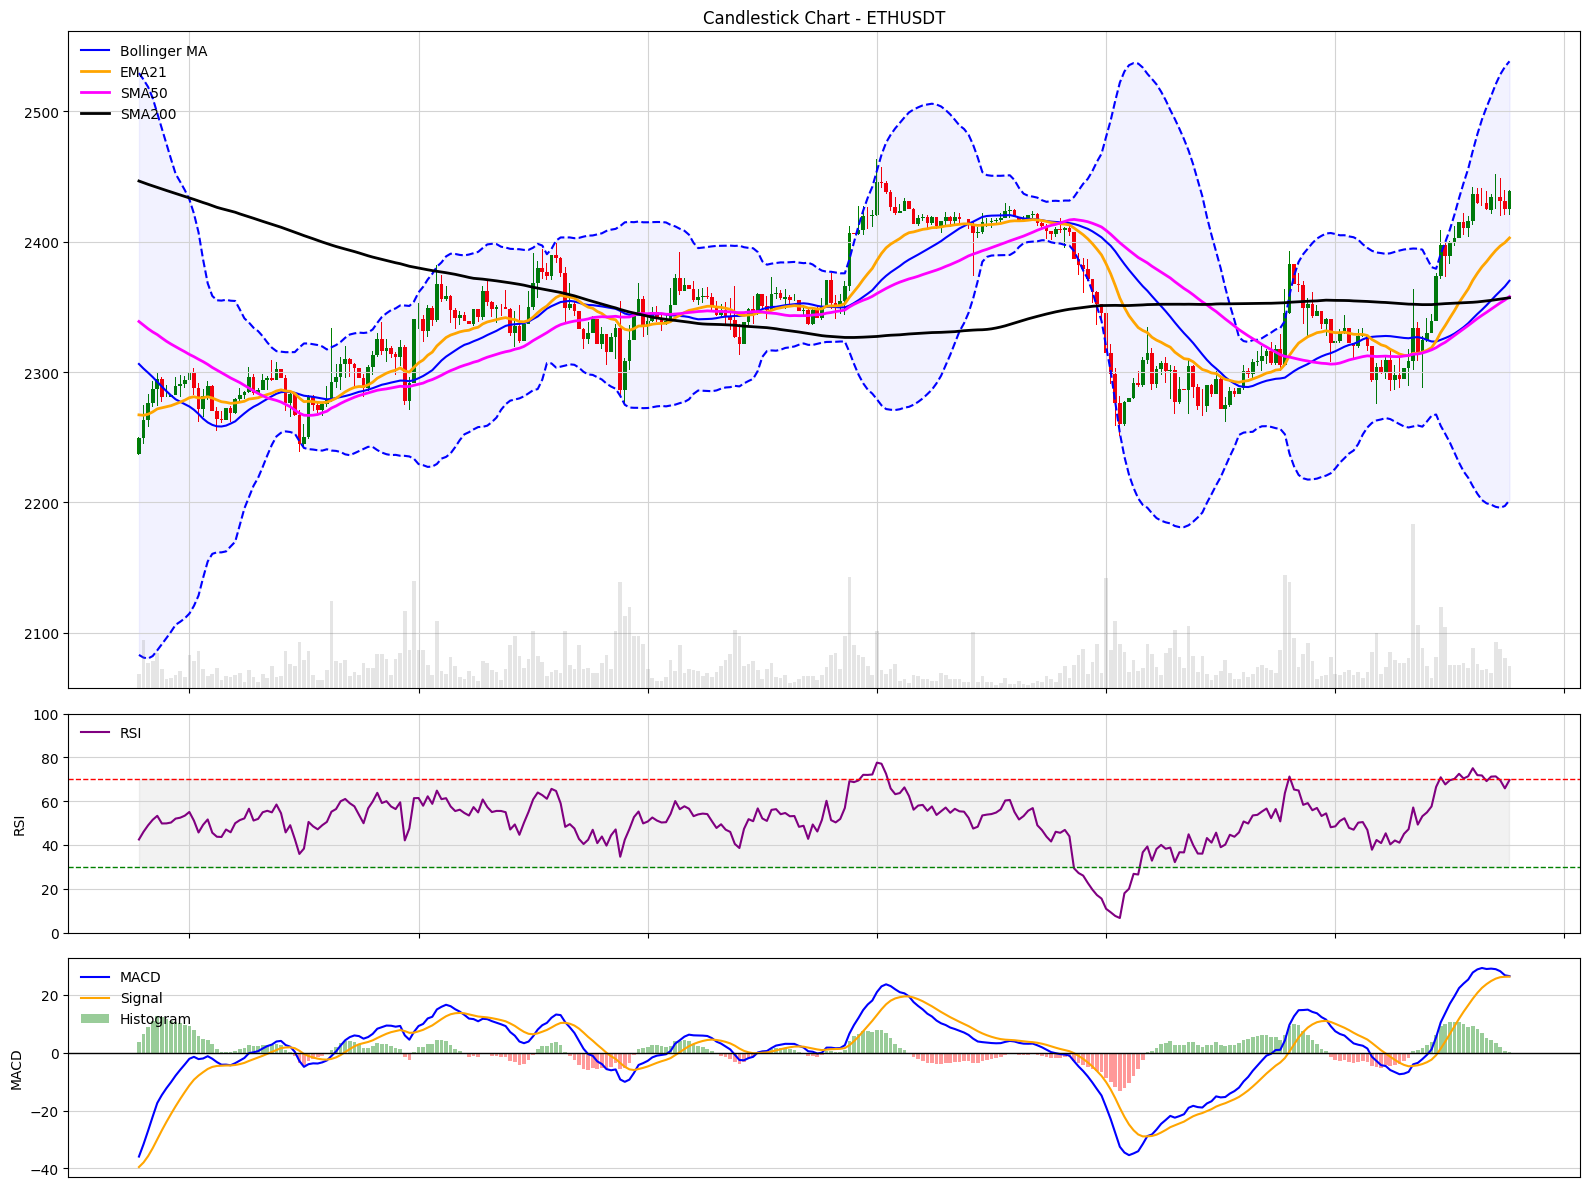 Candlestick Chart - ETHUSDT
Bollinger MA
EMA21
SMA50
SMA200
2500
2400
2300
2200
2100
RSI
100
80
60
40
20
0
RSI
MACD
Signal
Histogram
20
0
−20
−40
MACD